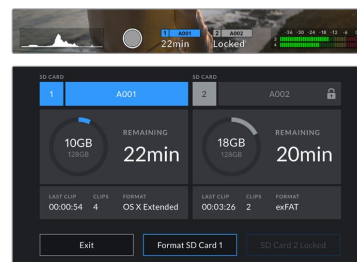 1 A001
22min
2 A002
Locked
-36 -30 -24 -18 -12 -6
SD CARD
1 A001
10GB
128GB
REMAINING
22min
LAST CLIP CLIPS FORMAT
00:00:54 4 OS X Extended
SD CARD
2 A002
18GB
128GB
REMAINING
20min
LAST CLIP CLIPS FORMAT
00:03:26 2 exFAT
Exit
Format SD Card 1
SD Card 2 Locked